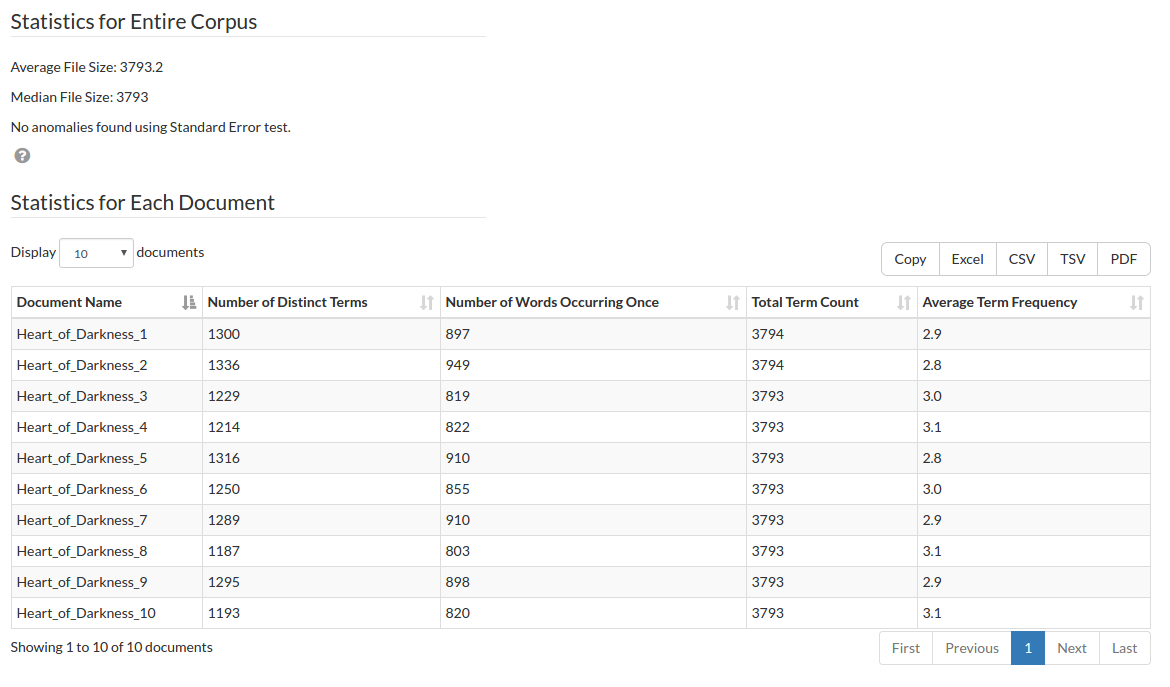 Statistics for Entire Corpus
Average File Size: 3793.2
Median File Size: 3793
No anomalies found using Standard Error test.
?
Statistics for Each Document
Display 10 documents
Copy Excel CSV TSV PDF
Document Name Number of Distinct Terms Number of Words Occurring Once Total Term Count Average Term Frequency
Heart_of_Darkness_1 1300 897 3794 2.9
Heart_of_Darkness_2 1336 949 3794 2.8
Heart_of_Darkness_3 1229 819 3793 3.0
Heart_of_Darkness_4 1214 822 3793 3.1
Heart_of_Darkness_5 1316 910 3793 2.8
Heart_of_Darkness_6 1250 855 3793 3.0
Heart_of_Darkness_7 1289 910 3793 2.9
Heart_of_Darkness_8 1187 803 3793 3.1
Heart_of_Darkness_9 1295 898 3793 2.9
Heart_of_Darkness_10 1193 820 3793 3.1
Showing 1 to 10 of 10 documents
First Previous 1 Next Last